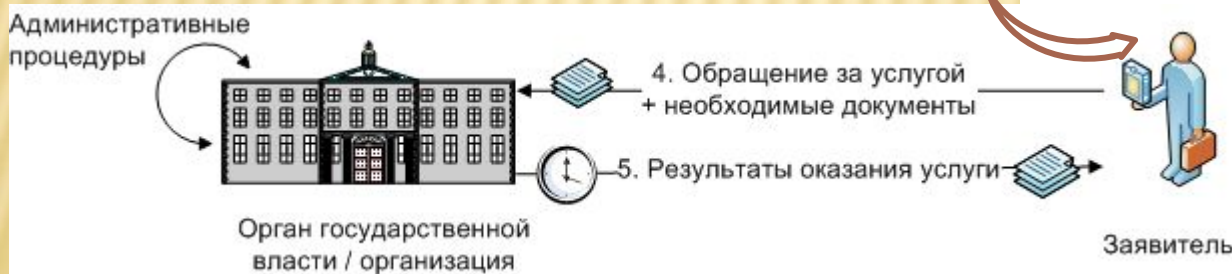 Административные
процедуры
4. Обращение за услугой
+ необходимые документы
5. Результаты оказания услуги
Орган государственной
власти / организация
Заявитель